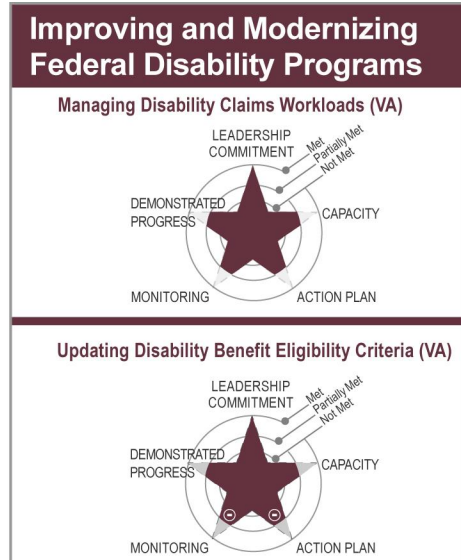 Improving and Modernizing
Federal Disability Programs
Managing Disability Claims Workloads (VA)
LEADERSHIP
COMMITMENT
Met
Partially Met
Not Met
DEMONSTRATED
PROGRESS
CAPACITY
MONITORING
ACTION PLAN
Updating Disability Benefit Eligibility Criteria (VA)
LEADERSHIP
COMMITMENT
Met
Partially Met
Not Met
DEMONSTRATED
PROGRESS
CAPACITY
MONITORING
ACTION PLAN